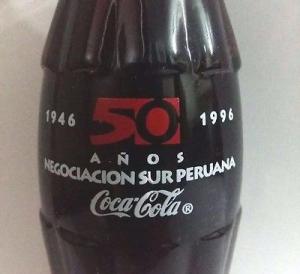 1946 50 1996
AÑOS
NEGOCIACION SUR PERUANA
Coca-Cola ®